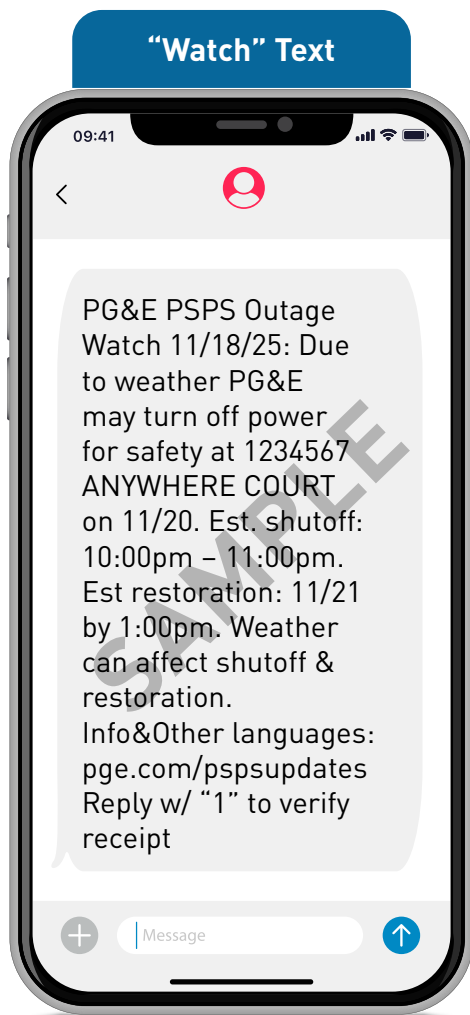 “Watch” Text
09:41
PG&E PSPS Outage
Watch 11/18/25: Due
to weather PG&E
may turn off power
for safety at 1234567
ANYWHERE COURT
on 11/20. Est. shutoff:
10:00pm – 11:00pm.
Est restoration: 11/21
by 1:00pm. Weather
can affect shutoff &
restoration.
Info&Other languages:
pge.com/pspsupdates
Reply w/ “1” to verify
receipt
SAMPLE
Message